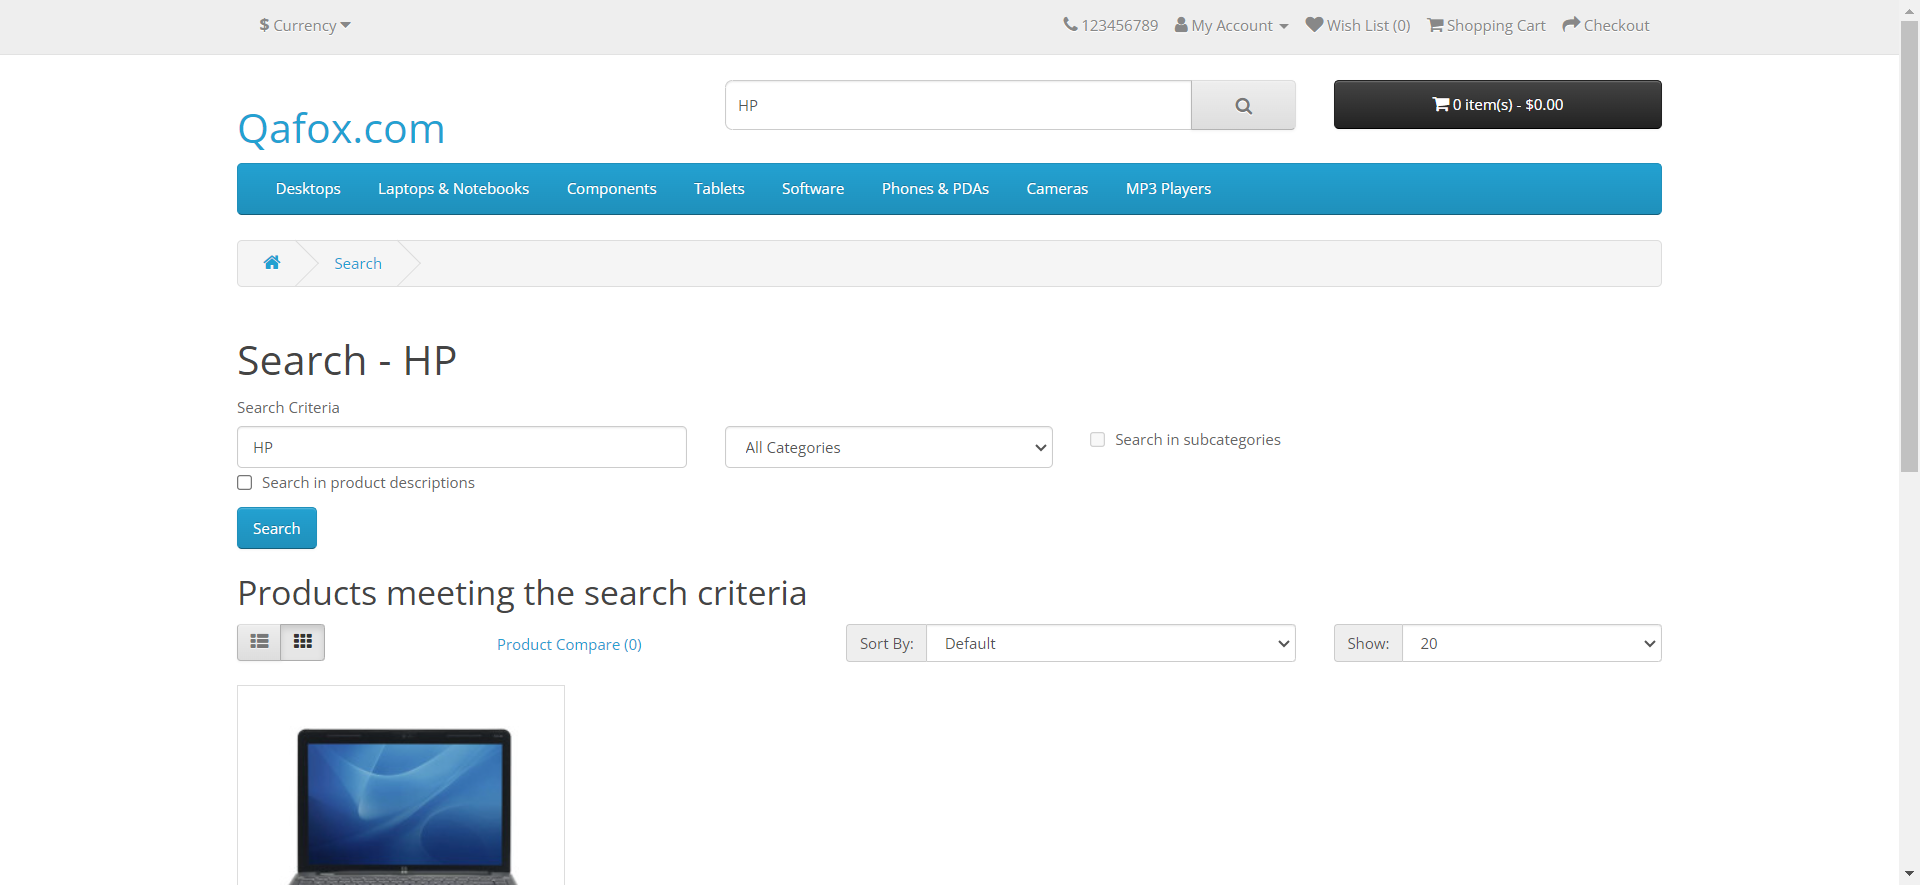 $ Currency
123456789 My Account Wish List (0) Shopping Cart Checkout
Qafox.com
HP
0 item(s) - $0.00
Desktops Laptops & Notebooks Components Tablets Software Phones & PDAs Cameras MP3 Players
Search
Search - HP
Search Criteria
HP
All Categories
Search in subcategories
Search in product descriptions
Search
Products meeting the search criteria
Product Compare (0)
Sort By: Default
Show: 20